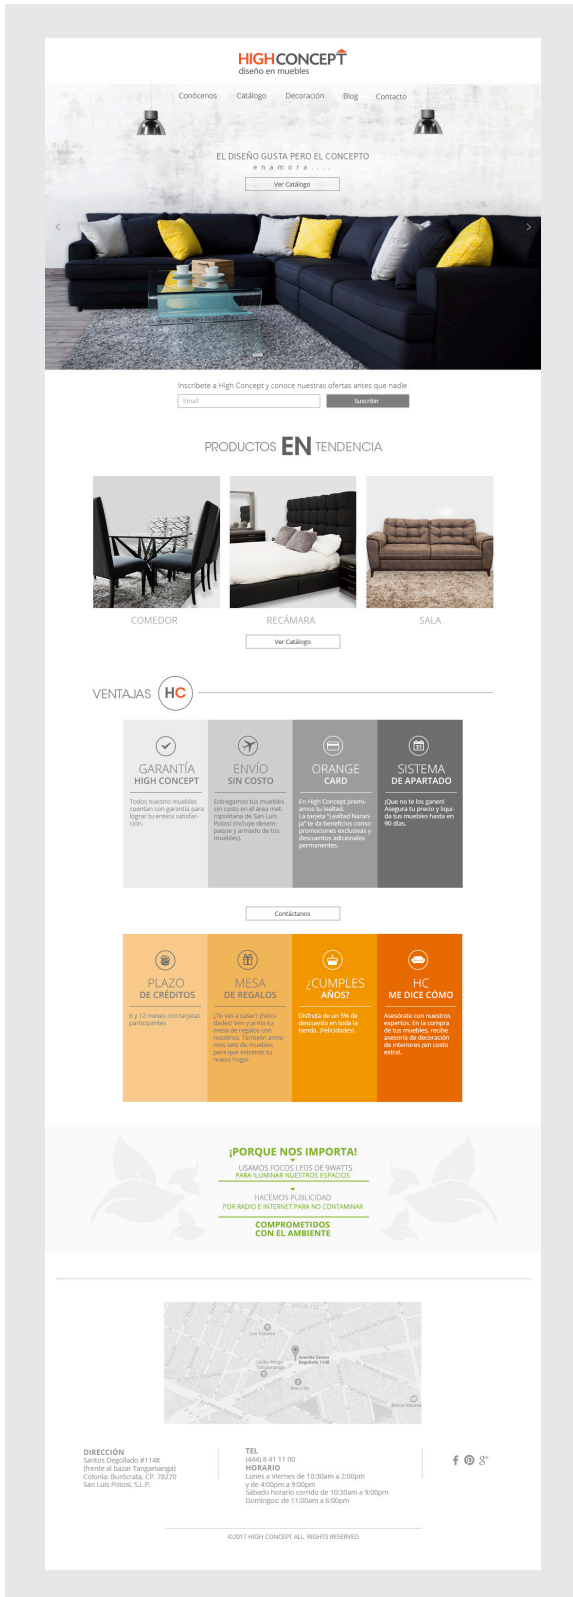 HIGHCONCEPT
diseño en muebles
Conócenos Catálogo Decoración Blog Contacto
EL DISEÑO GUSTA PERO EL CONCEPTO
enamora....
Ver Catálogo
Inscribete a High Concept y conoce nuestras ofertas antes que nadie
Email
Suscribir
PRODUCTOS EN TENDENCIA
COMEDOR
RECÁMARA
SALA
Ver Catálogo
VENTAJAS HC
GARANTÍA
HIGH CONCEPT
Todos nuestro muebles
cuentan con garantía para
lograr tu entera satisfac-
ción.
ENVÍO
SIN COSTO
Entregamos tus muebles
sin costo en el área met-
ropolitana de San Luis
Potosí (incluye desem-
paque y armado de tus
muebles).
ORANGE
CARD
En High Concept premi-
amos tu lealtad.
La tarjeta "Lealtad Naran-
ja" te da beneficios como:
promociones exclusivas y
descuentos adicionales
permanentes.
31
SISTEMA
DE APARTADO
¡Que no te los ganen!
Asegura tu precio y liqui-
da tus muebles hasta en
90 días.
Contáctanos
PLAZO
DE CRÉDITOS
6 y 12 meses con tarjetas
participantes
MESA
DE REGALOS
¿Te vas a casar? ¡Felici-
dades! Ven y arma tu
mesa de regalos con
nosotros. También arma-
mos sets de muebles
para que estrenes tu
nuevo hogar.
¿CUMPLES
AÑOS?
Disfruta de un 5% de
descuento en toda la
tienda. ¡Felicidades!.
HC
ME DICE CÓMO
Asesórate con nuestros
expertos. En la compra
de tus muebles, recibe
asesoría de decoración
de interiores ¡sin costo
extra!.
¡PORQUE NOS IMPORTA!
USAMOS FOCOS LEDS DE 9WATTS
PARA ILUMINAR NUESTROS ESPACIOS
HACEMOS PUBLICIDAD
POR RADIO E INTERNET PARA NO CONTAMINAR
COMPROMETIDOS
CON EL AMBIENTE
Avenida Santos
Degollado 1148
Lucky Wings
Tangamanga
Best Life
DIRECCIÓN
Santos Degollado #1148
(frente al bazar Tangamanga)
Colonia: Burócrata, CP. 78270
San Luis Potosí, S.L.P.
TEL
(444) 8 41 11 00
HORARIO
Lunes a Viernes de 10:30am a 2:00pm
y de 4:00pm a 9:00pm
Sábado horario corrido de 10:30am a 9:00pm
Domingos: de 11:00am a 6:00pm
©2017 HIGH CONCEPT ALL RIGHTS RESERVED